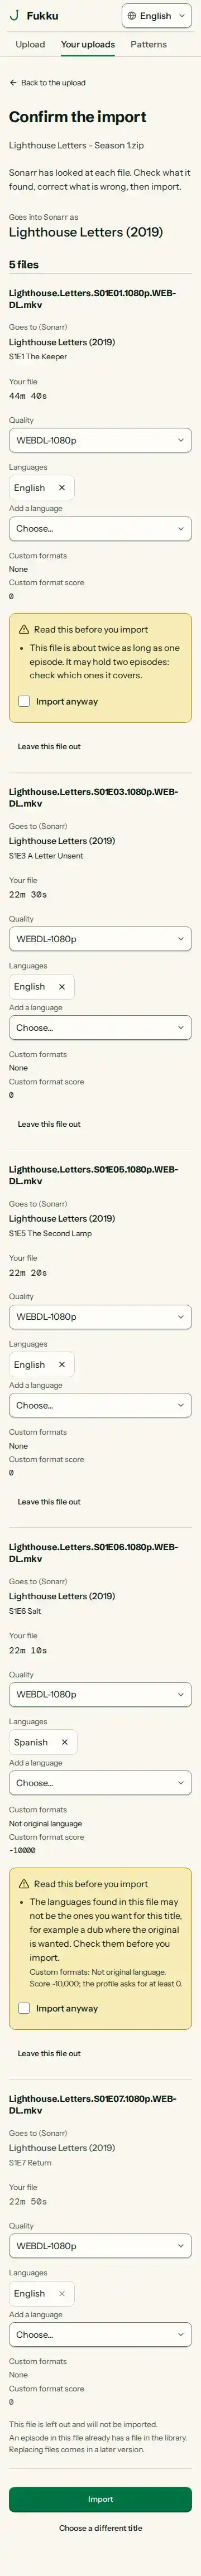 Fukku
English
Upload
Your uploads
Patterns
Back to the upload
Confirm the import
Lighthouse Letters - Season 1.zip
Sonarr has looked at each file. Check what it
found, correct what is wrong, then import.
Goes into Sonarr as
Lighthouse Letters (2019)
5 files
Lighthouse.Letters.S01E01.1080p.WEB-
DL.mkv
Goes to (Sonarr)
Lighthouse Letters (2019)
S1E1 The Keeper
Your file
44m 40s
Quality
WEBDL-1080p
Languages
English
Add a language
Choose...
Custom formats
None
Custom format score
0
Read this before you import
• This file is about twice as long as one
episode. It may hold two episodes:
check which ones it covers.
Import anyway
Leave this file out
Lighthouse.Letters.S01E03.1080p.WEB-
DL.mkv
Goes to (Sonarr)
Lighthouse Letters (2019)
S1E3 A Letter Unsent
Your file
22m 30s
Quality
WEBDL-1080p
Languages
English
Add a language
Choose...
Custom formats
None
Custom format score
0
Leave this file out
Lighthouse.Letters.S01E05.1080p.WEB-
DL.mkv
Goes to (Sonarr)
Lighthouse Letters (2019)
S1E5 The Second Lamp
Your file
22m 20s
Quality
WEBDL-1080p
Languages
English
Add a language
Choose...
Custom formats
None
Custom format score
0
Leave this file out
Lighthouse.Letters.S01E06.1080p.WEB-
DL.mkv
Goes to (Sonarr)
Lighthouse Letters (2019)
S1E6 Salt
Your file
22m 10s
Quality
WEBDL-1080p
Languages
Spanish
Add a language
Choose...
Custom formats
Not original language
Custom format score
-10000
Read this before you import
• The languages found in this file may
not be the ones you want for this title,
for example a dub where the original
is wanted. Check them before you
import.
Custom formats: Not original language.
Score -10,000; the profile asks for at least 0.
Import anyway
Leave this file out
Lighthouse.Letters.S01E07.1080p.WEB-
DL.mkv
Goes to (Sonarr)
Lighthouse Letters (2019)
S1E7 Return
Your file
22m 50s
Quality
WEBDL-1080p
Languages
English
Add a language
Choose...
Custom formats
None
Custom format score
0
This file is left out and will not be imported.
An episode in this file already has a file in the library.
Replacing files comes in a later version.
Import
Choose a different title